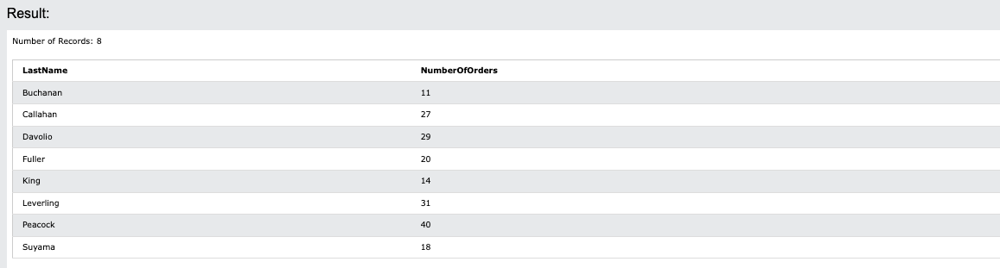 Result:
Number of Records: 8
LastName NumberOfOrders
Buchanan 11
Callahan 27
Davolio 29
Fuller 20
King 14
Leverling 31
Peacock 40
Suyama 18